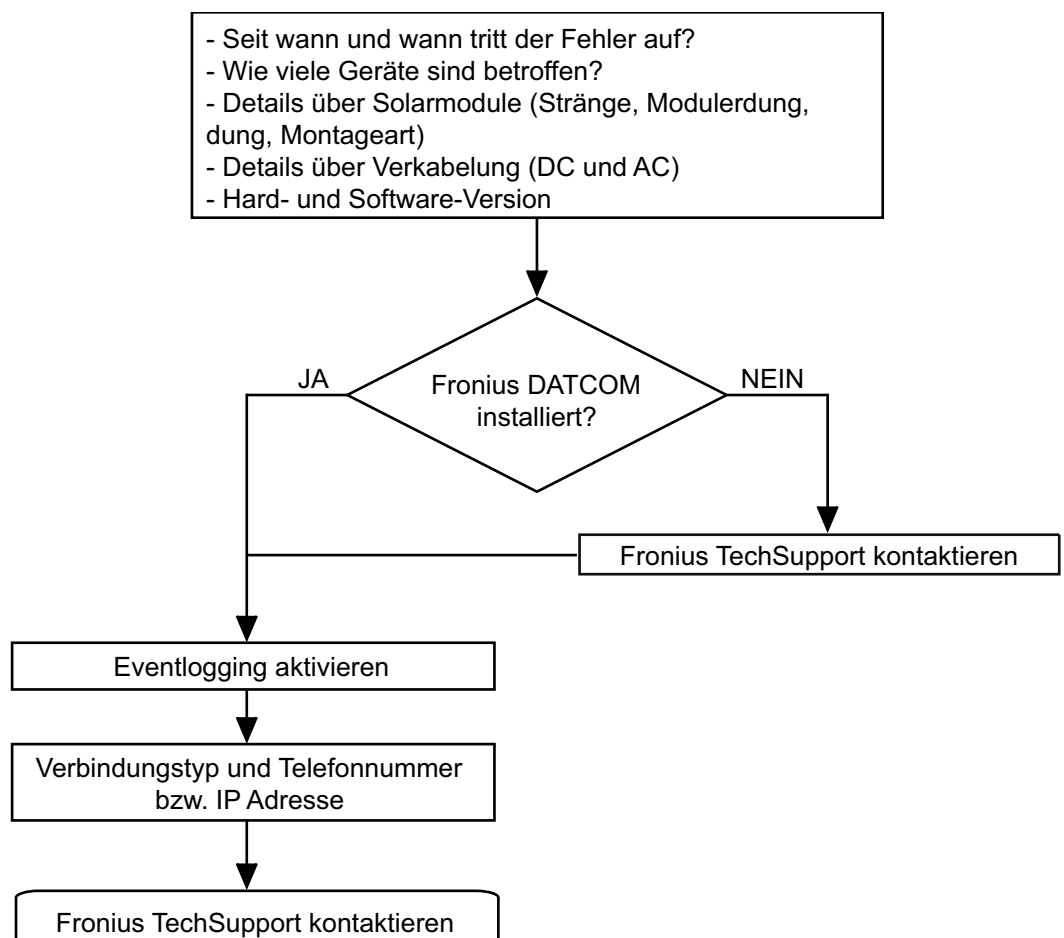 - Seit wann und wann tritt der Fehler auf?
- Wie viele Geräte sind betroffen?
- Details über Solarmodule (Stränge, Modulerdung,
dung, Montageart)
- Details über Verkabelung (DC und AC)
- Hard- und Software-Version
JA
Fronius DATCOM
installiert?
NEIN
Fronius TechSupport kontaktieren
Eventlogging aktivieren
Verbindungstyp und Telefonnummer
bzw. IP Adresse
Fronius TechSupport kontaktieren